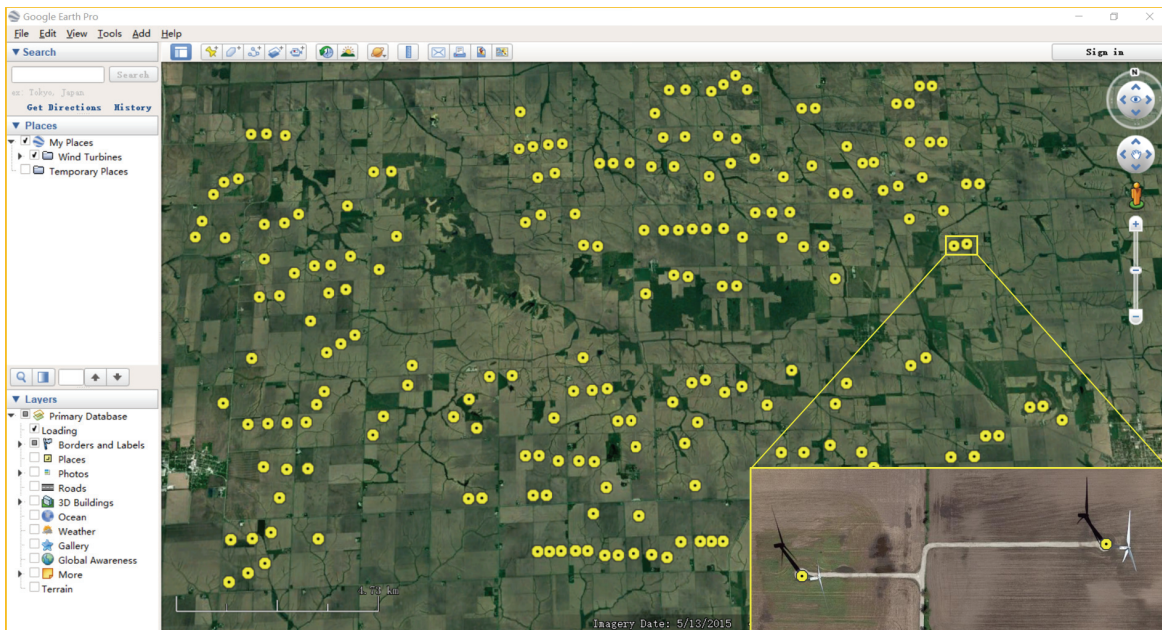 Google Earth Pro
File Edit View Tools Add Help
▼ Search
Sign in
Search
ex: Tokyo, Japan
Get Directions History
▼ Places
My Places
Wind Turbines
Temporary Places
N
▼ Layers
Primary Database
Loading
Borders and Labels
Places
Photos
Roads
3D Buildings
Ocean
Weather
Gallery
Global Awareness
More
Terrain
Imagery Date: 5/13/2015